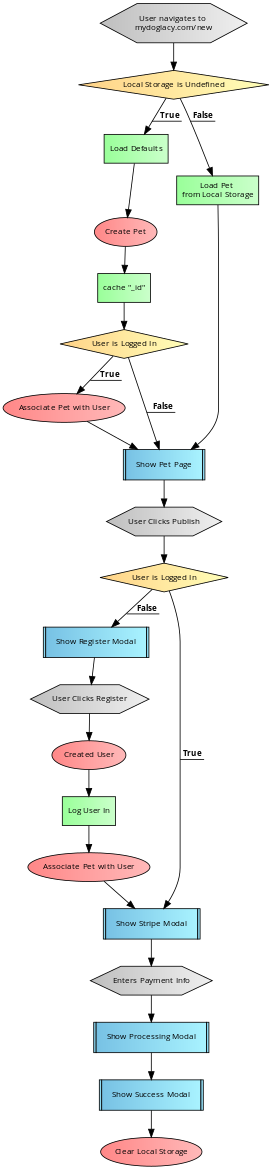 User navigates to
mydoglacy.com/new
Local Storage is Undefined
True
False
Load Defaults
Load Pet
from Local Storage
Create Pet
cache "_id"
User is Logged In
True
Associate Pet with User
False
Show Pet Page
User Clicks Publish
User is Logged In
False
Show Register Modal
User Clicks Register
Created User
True
Log User In
Associate Pet with User
Show Stripe Modal
Enters Payment Info
Show Processing Modal
Show Success Modal
Clear Local Storage